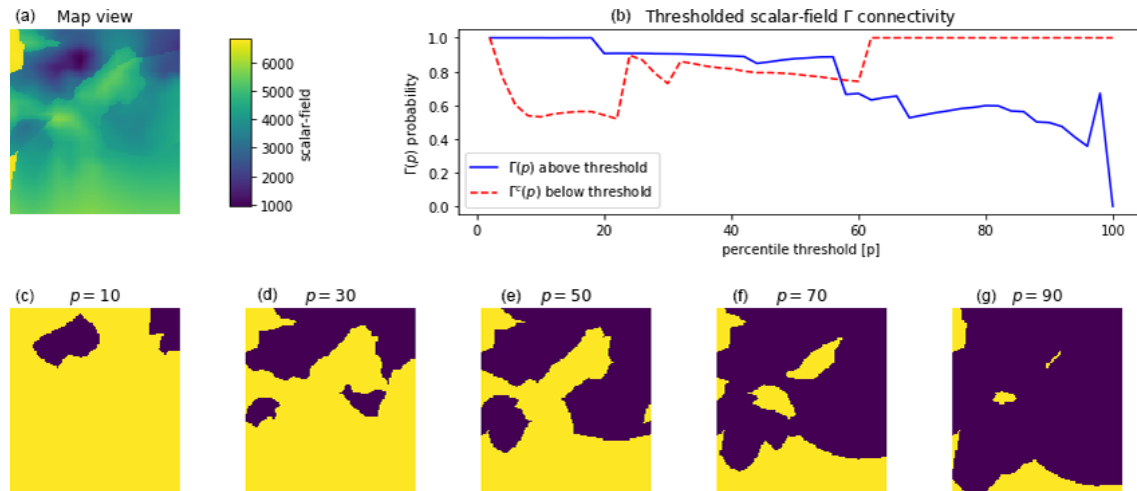 (a) Map view
6000
5000
4000
3000
2000
1000
scalar-field
(b) Thresholded scalar-field Γ connectivity
1.0
0.8
0.6
0.4
0.2
0.0
Γ(p) probability
Γ(p) above threshold
Γᶜ(p) below threshold
0 20 40 60 80 100
percentile threshold [p]
(c) p = 10
(d) p = 30
(e) p = 50
(f) p = 70
(g) p = 90